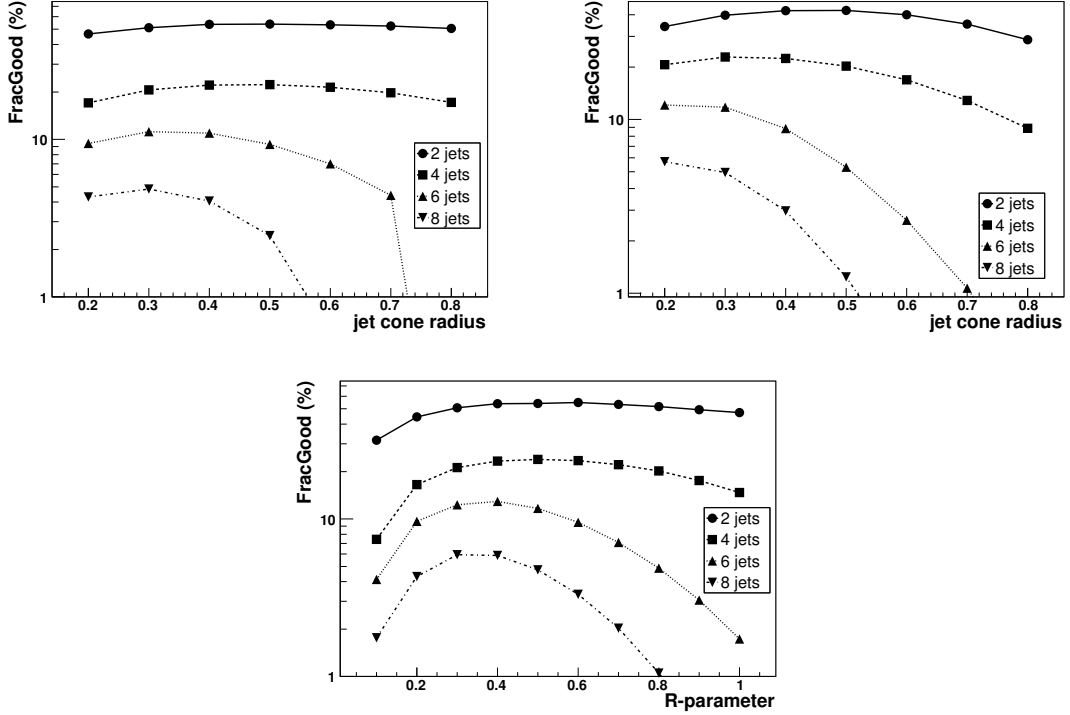 FracGood (%)
10
1
0.2 0.3 0.4 0.5 0.6 0.7 0.8
jet cone radius
2 jets
4 jets
6 jets
8 jets
FracGood (%)
10
1
0.2 0.3 0.4 0.5 0.6 0.7 0.8
jet cone radius
2 jets
4 jets
6 jets
8 jets
FracGood (%)
10
1
0.2 0.4 0.6 0.8 1
R-parameter
2 jets
4 jets
6 jets
8 jets